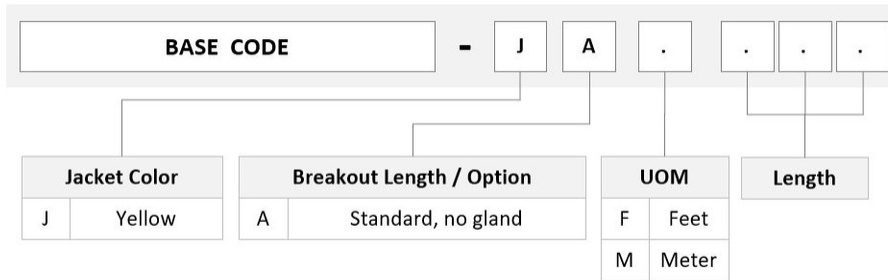 BASE CODE - J A . . . .
Jacket Color Breakout Length / Option UOM Length
J Yellow A Standard, no gland F Feet
M Meter